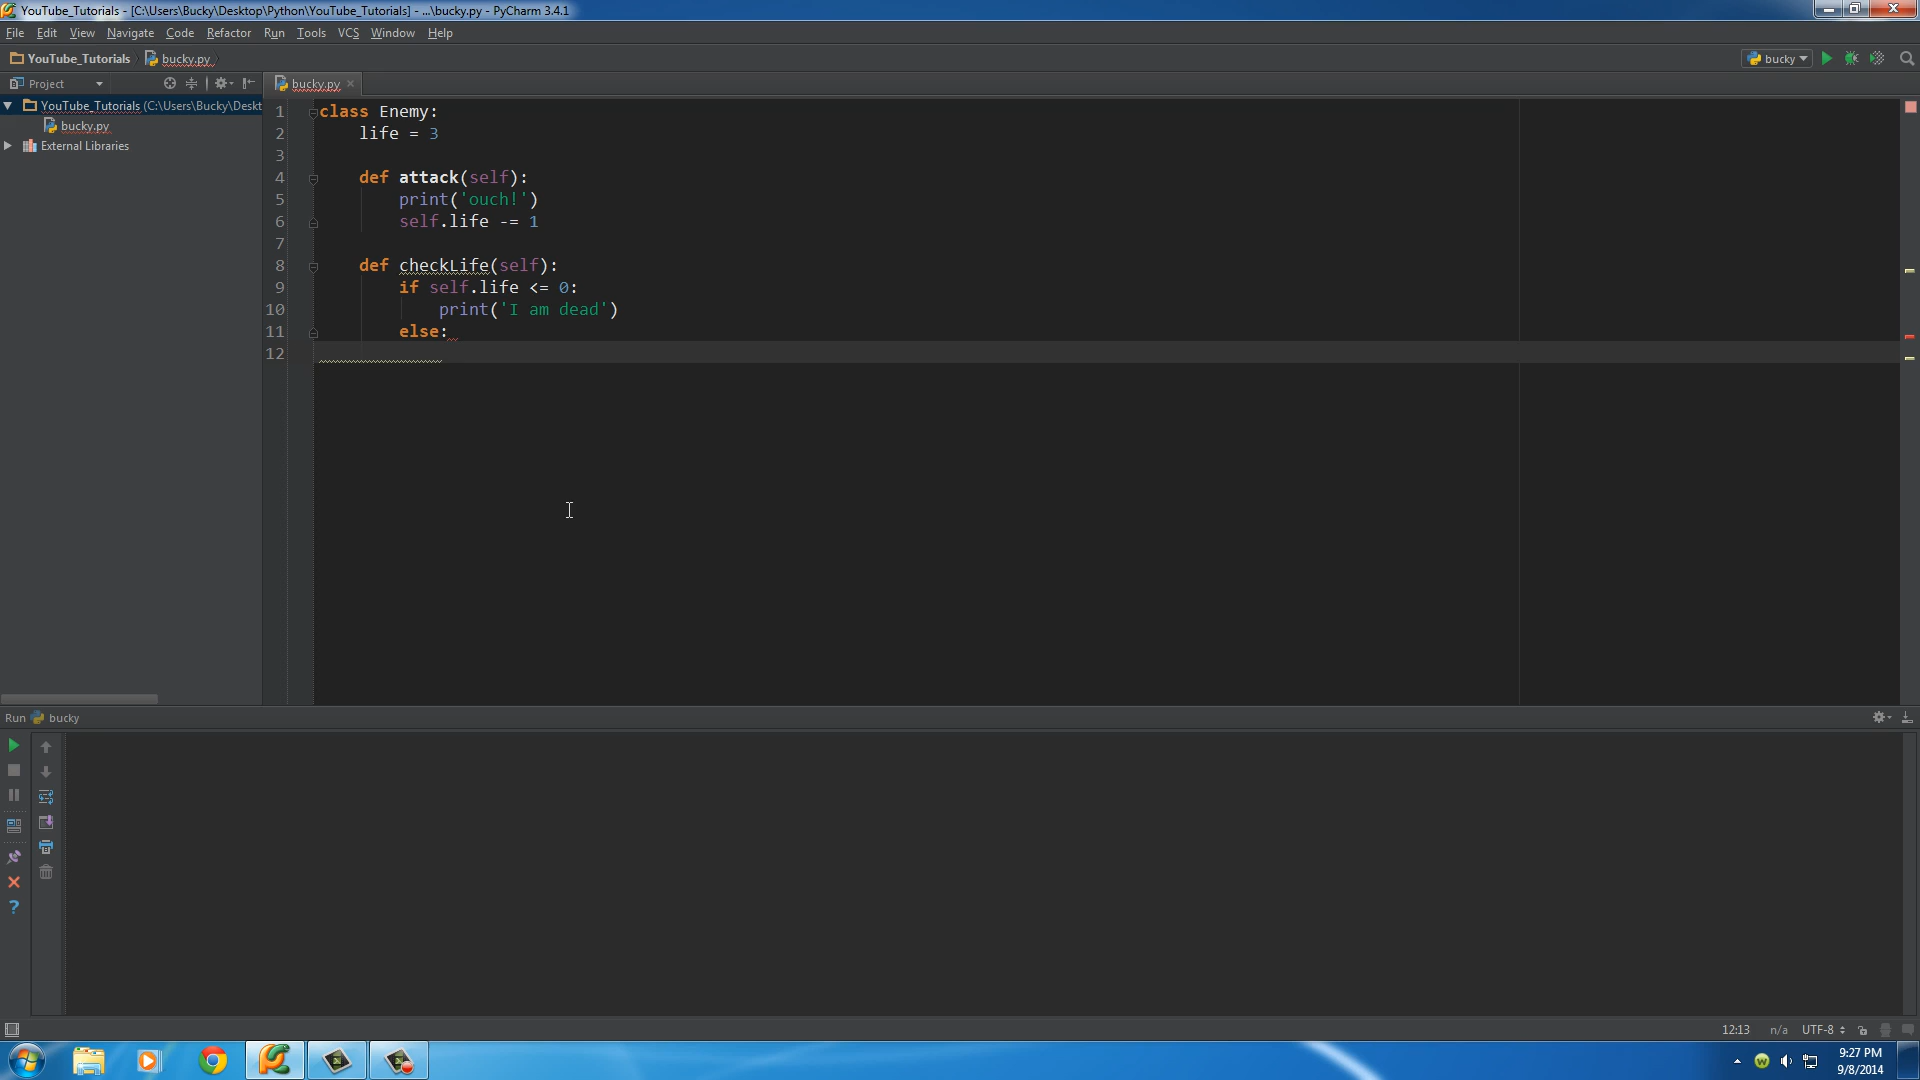 YouTube_Tutorials - [C:\Users\Bucky\Desktop\Python\YouTube_Tutorials] - ...\bucky.py - PyCharm 3.4.1
File Edit View Navigate Code Refactor Run Tools VCS Window Help
YouTube_Tutorials bucky.py bucky
Project bucky.py
YouTube_Tutorials (C:\Users\Bucky\Deskt
bucky.py
External Libraries
1 class Enemy:
2 life = 3
3
4 def attack(self):
5 print('ouch!')
6 self.life -= 1
7
8 def checkLife(self):
9 if self.life <= 0:
10 print('I am dead')
11 else:
12
Run bucky
12:13 n/a UTF-8
9:27 PM
9/8/2014